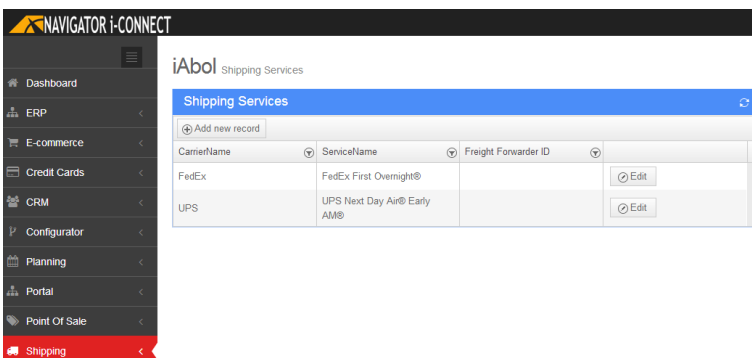 NAVIGATOR i-CONNECT
iAbol Shipping Services
Dashboard
ERP
E-commerce
Credit Cards
CRM
Configurator
Planning
Portal
Point Of Sale
Shipping
Shipping Services
Add new record
CarrierName ServiceName Freight Forwarder ID
FedEx FedEx First Overnight® Edit
UPS UPS Next Day Air® Early
AM® Edit